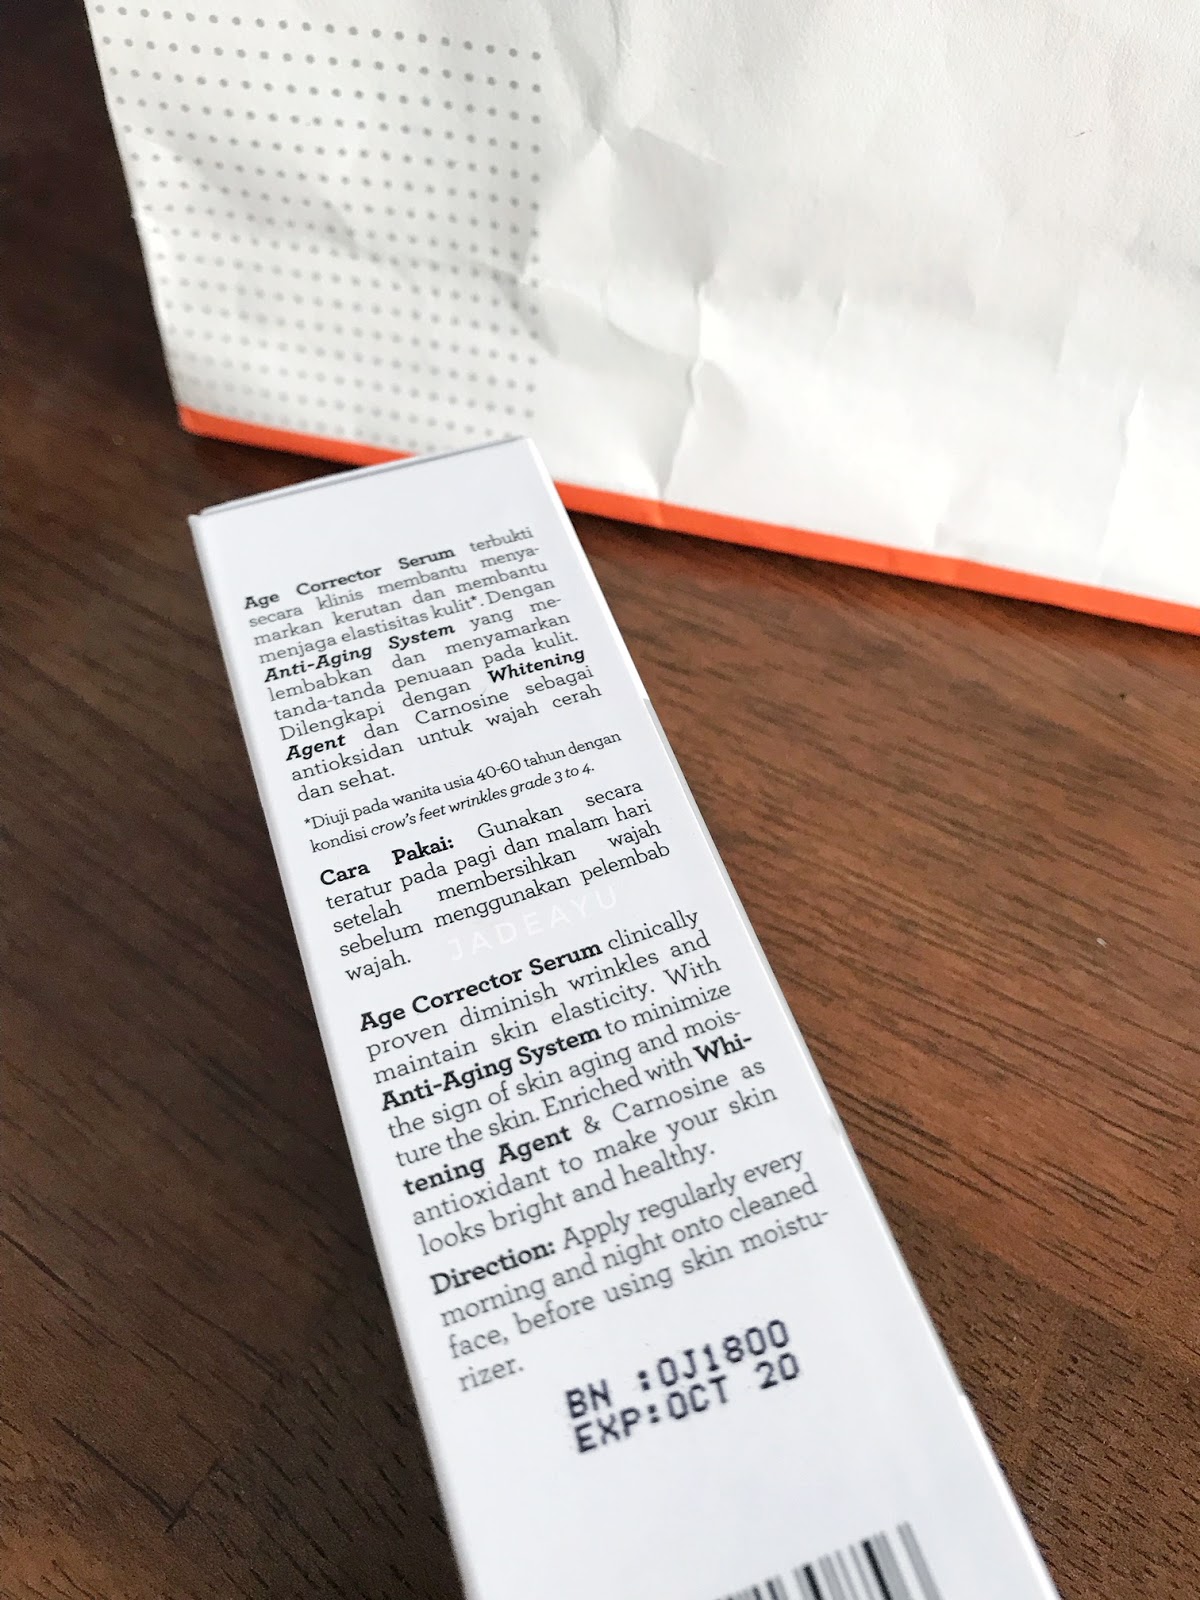 Age Corrector Serum terbukti
secara klinis membantu menya-
markan kerutan dan membantu
menjaga elastisitas kulit*. Dengan
Anti-Aging System yang me-
lembabkan dan menyamarkan
tanda-tanda penuaan pada kulit.
Dilengkapi dengan Whitening
Agent dan Carnosine sebagai
antioksidan untuk wajah cerah
dan sehat.
*Diuji pada wanita usia 40-60 tahun dengan
kondisi crow's feet wrinkles grade 3 to 4.
Cara Pakai: Gunakan secara
teratur pada pagi dan malam hari
setelah membersihkan wajah
sebelum menggunakan pelembab
wajah.
JADEAYU
Age Corrector Serum clinically
proven diminish wrinkles and
maintain skin elasticity. With
Anti-Aging System to minimize
the sign of skin aging and mois-
ture the skin. Enriched with Whi-
tening Agent & Carnosine as
antioxidant to make your skin
looks bright and healthy.
Direction: Apply regularly every
morning and night onto cleaned
face, before using skin moistu-
rizer.
BN :OJ1800
EXP:OCT 20